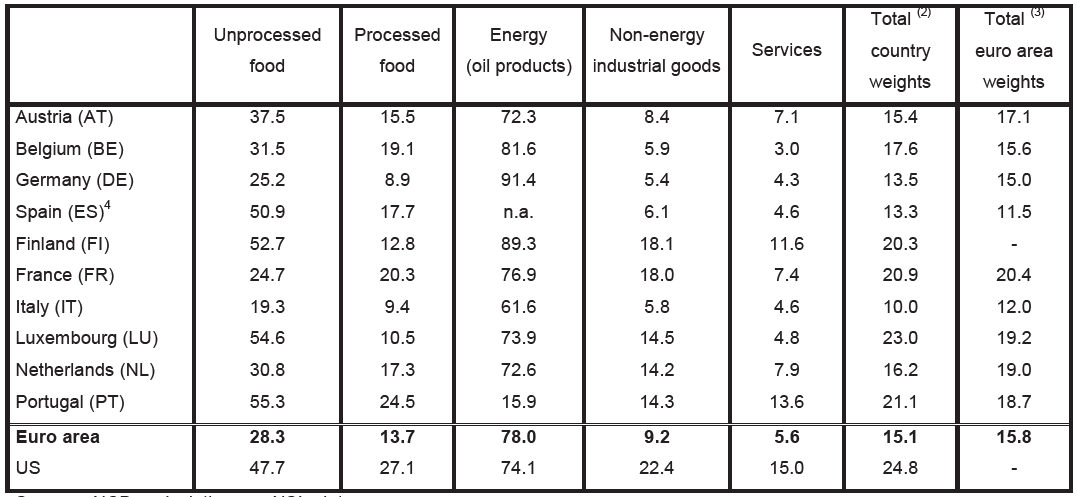 Unprocessed food | Processed food | Energy (oil products) | Non-energy industrial goods | Services | Total (2) country weights | Total (3) euro area weights
Austria (AT) 37.5 15.5 72.3 8.4 7.1 15.4 17.1
Belgium (BE) 31.5 19.1 81.6 5.9 3.0 17.6 15.6
Germany (DE) 25.2 8.9 91.4 5.4 4.3 13.5 15.0
Spain (ES)4 50.9 17.7 n.a. 6.1 4.6 13.3 11.5
Finland (FI) 52.7 12.8 89.3 18.1 11.6 20.3 -
France (FR) 24.7 20.3 76.9 18.0 7.4 20.9 20.4
Italy (IT) 19.3 9.4 61.6 5.8 4.6 10.0 12.0
Luxembourg (LU) 54.6 10.5 73.9 14.5 4.8 23.0 19.2
Netherlands (NL) 30.8 17.3 72.6 14.2 7.9 16.2 19.0
Portugal (PT) 55.3 24.5 15.9 14.3 13.6 21.1 18.7
Euro area 28.3 13.7 78.0 9.2 5.6 15.1 15.8
US 47.7 27.1 74.1 22.4 15.0 24.8 -